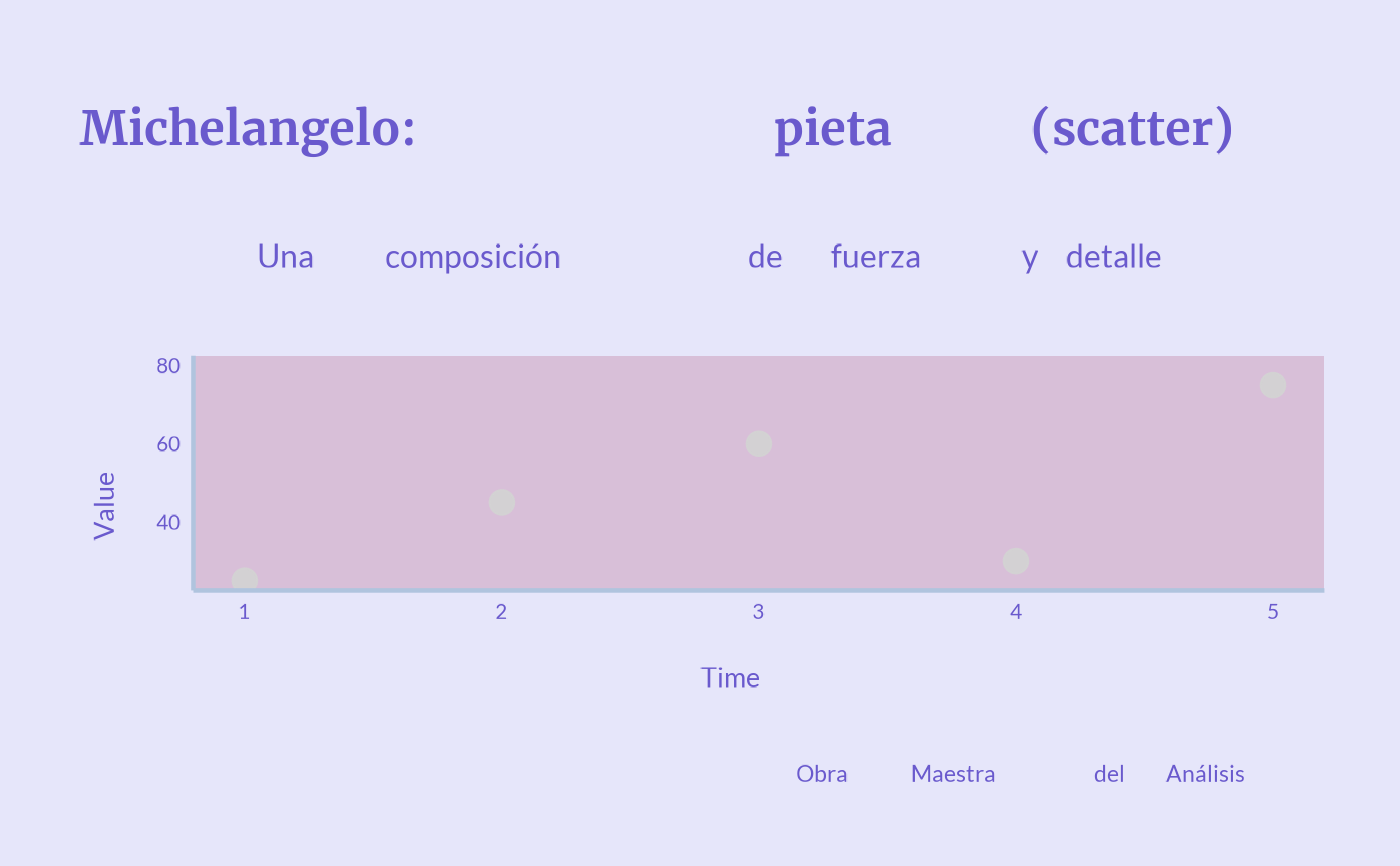 Michelangelo: pieta (scatter)
Una composición de fuerza y detalle
80
60
40
Value
1 2 3 4 5
Time
Obra Maestra del Análisis